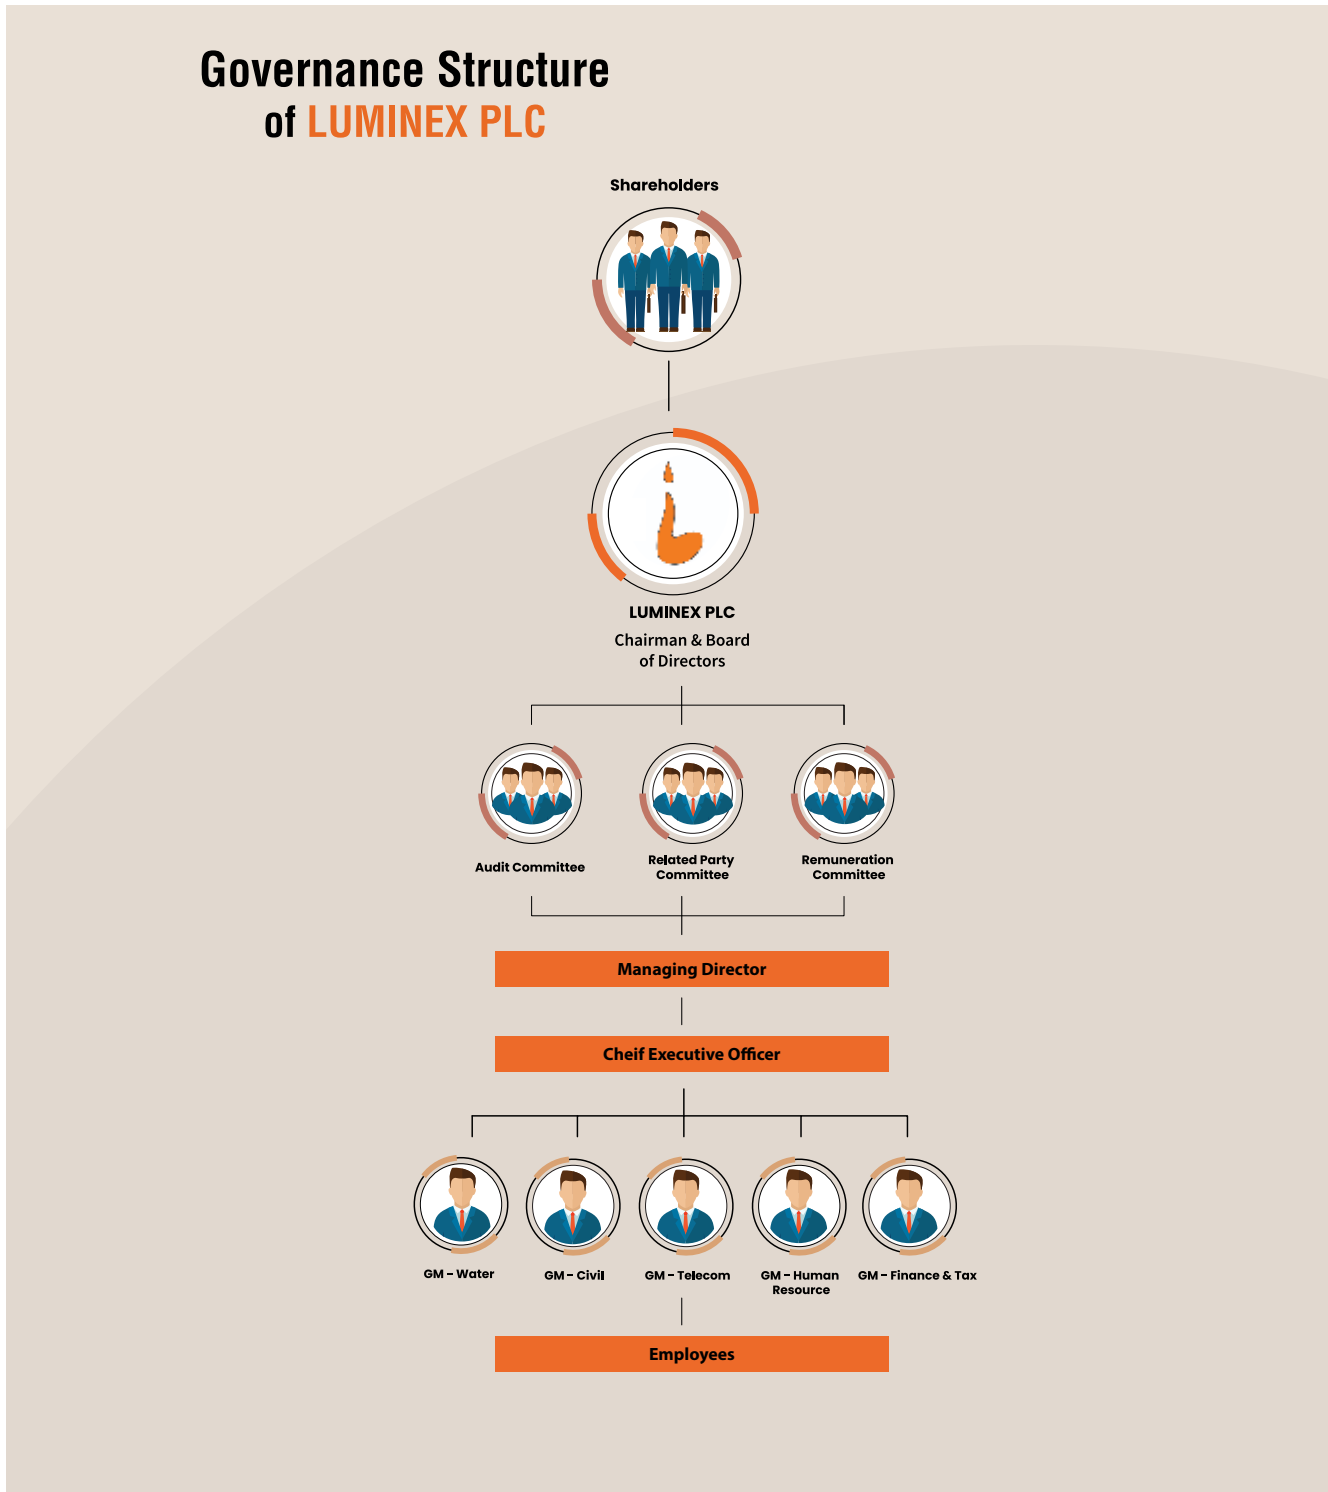 Governance Structure
of LUMINEX PLC
Shareholders
LUMINEX PLC
Chairman & Board
of Directors
Audit Committee
Related Party
Committee
Remuneration
Committee
Managing Director
Cheif Executive Officer
GM – Water
GM – Civil
GM – Telecom
GM – Human
Resource
GM – Finance & Tax
Employees